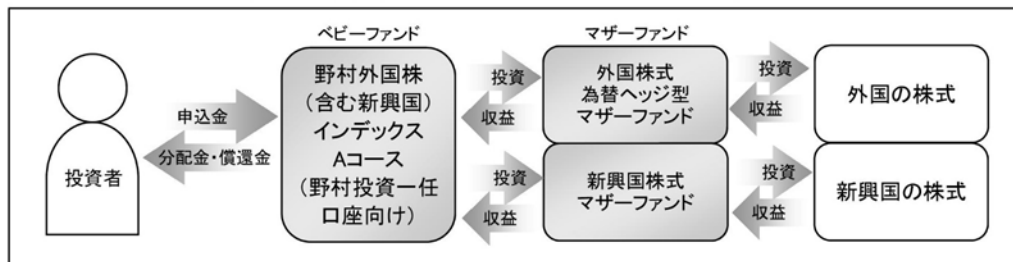 ベビーファンド
マザーファンド
投資者
申込金
分配金・償還金
野村外国株
（含む新興国）
インデックス
Aコース
（野村投資一任
口座向け）
投資
収益
投資
収益
外国株式
為替ヘッジ型
マザーファンド
新興国株式
マザーファンド
投資
収益
投資
収益
外国の株式
新興国の株式